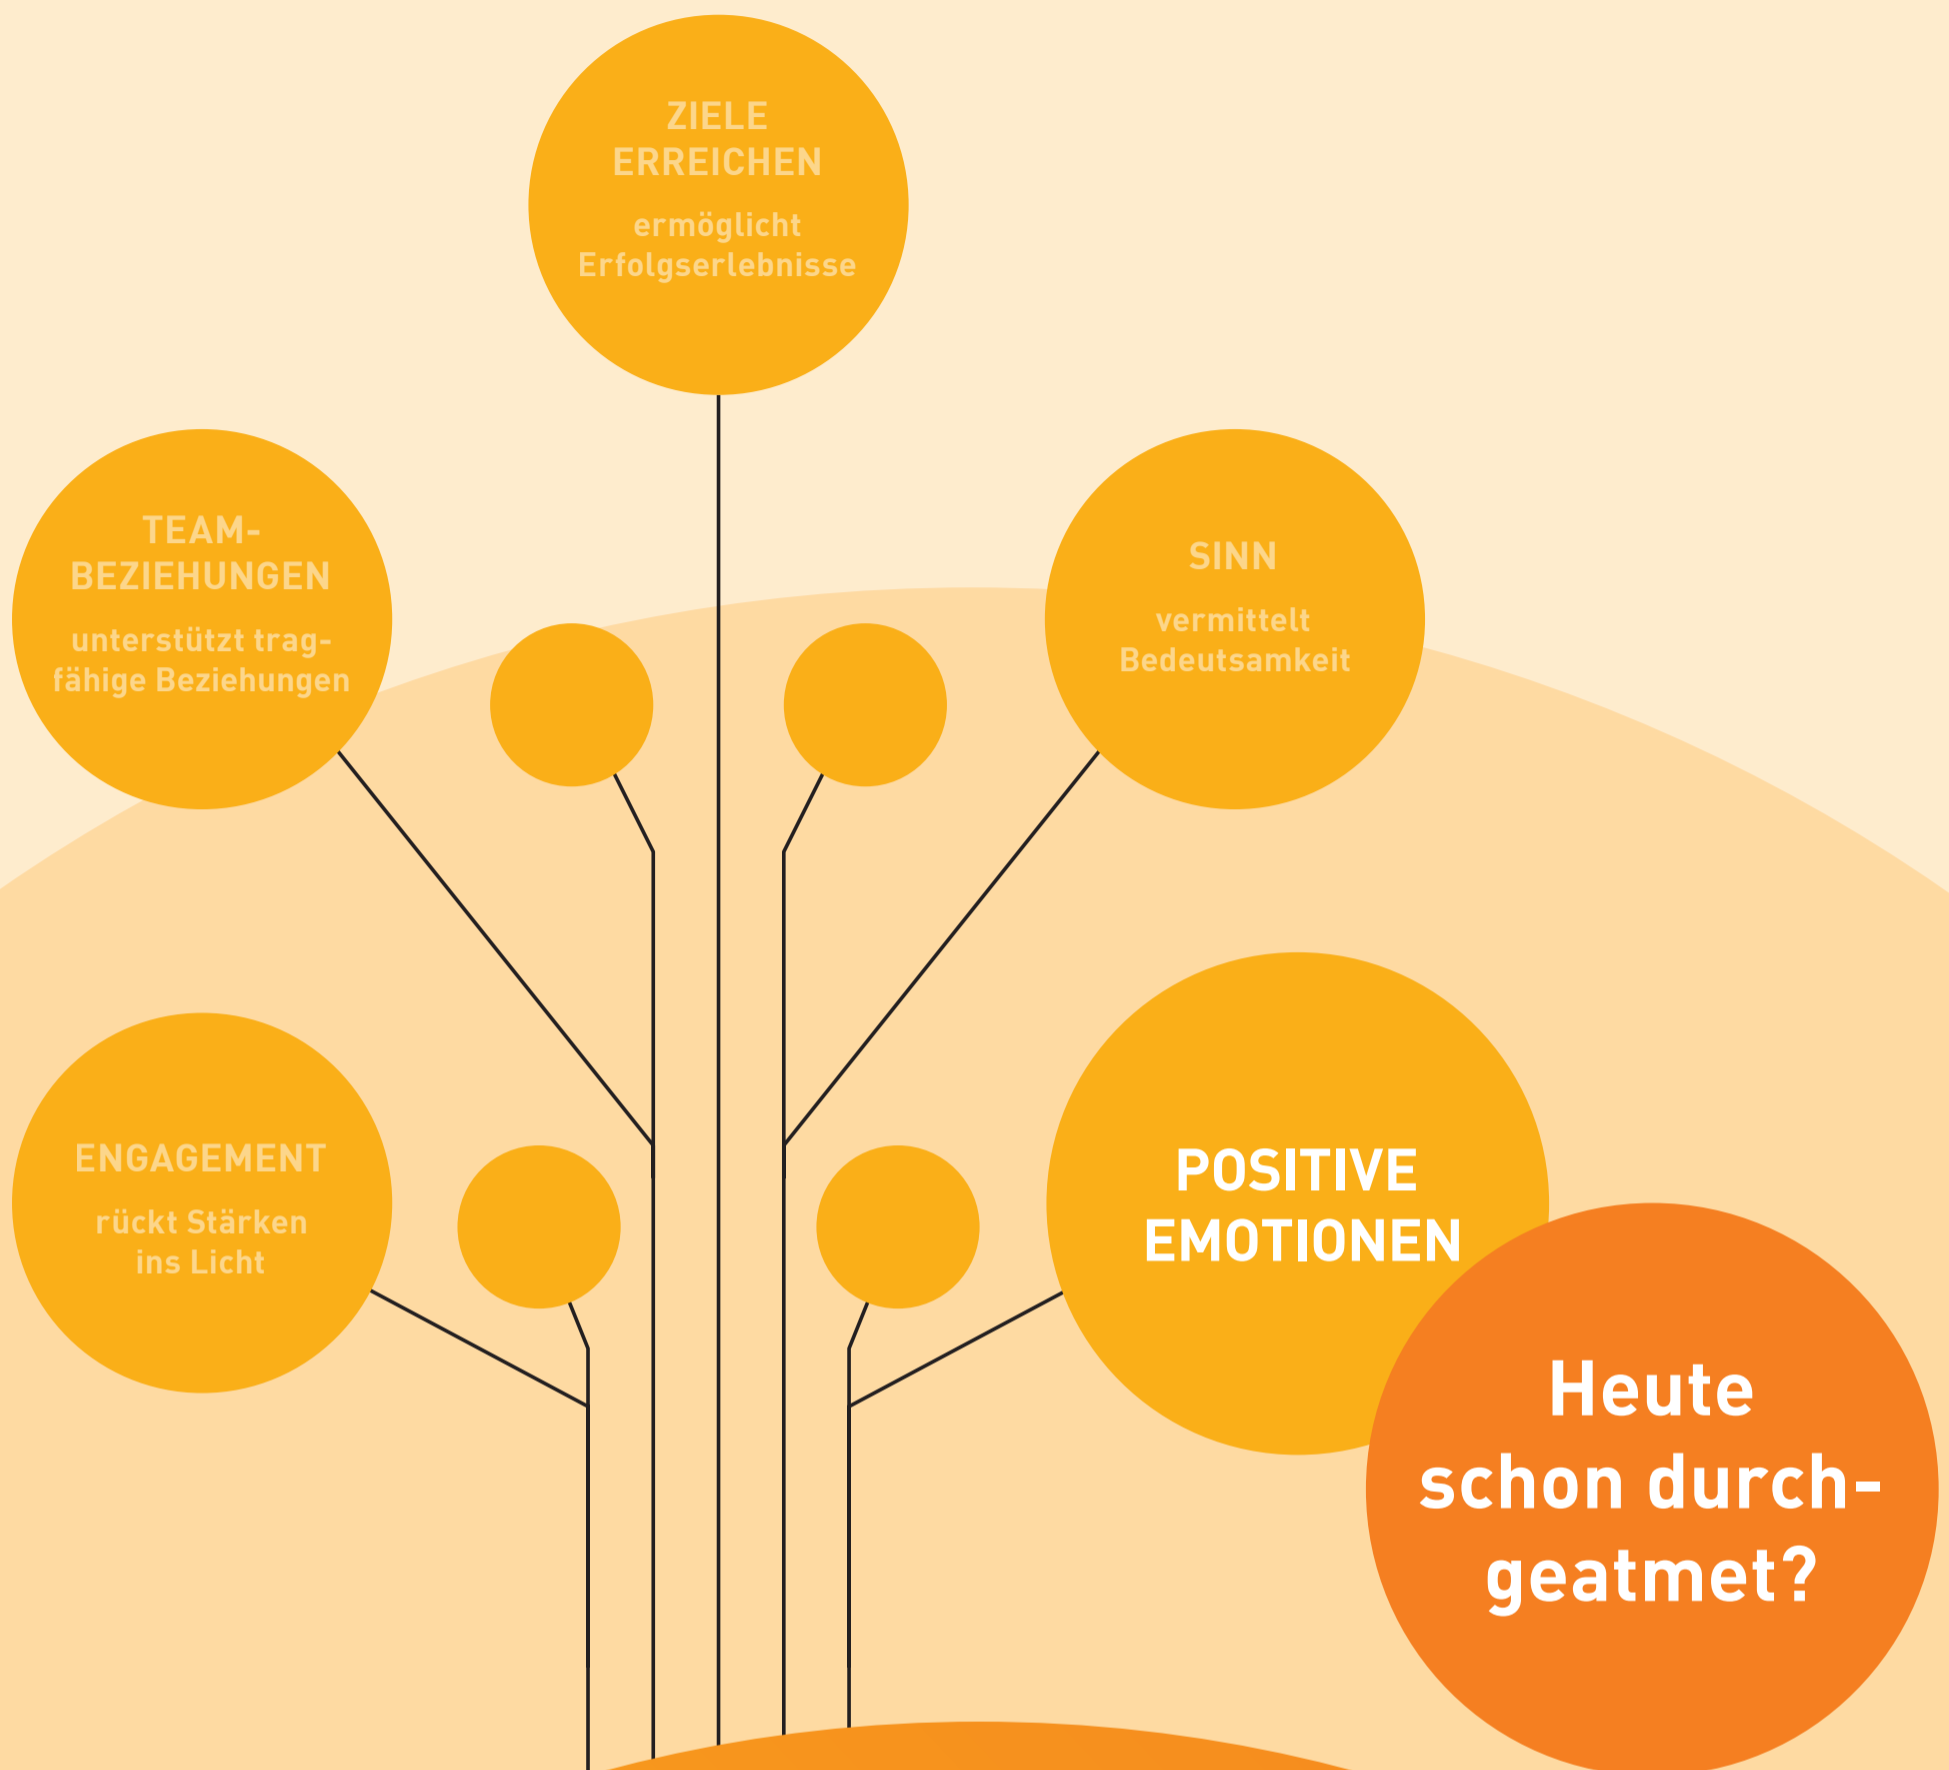 ZIELE
ERREICHEN
ermöglicht
Erfolgserlebnisse
TEAM-
BEZIEHUNGEN
unterstützt trag-
fähige Beziehungen
SINN
vermittelt
Bedeutsamkeit
ENGAGEMENT
rückt Stärken
ins Licht
POSITIVE
EMOTIONEN
Heute
schon durch-
geatmet?